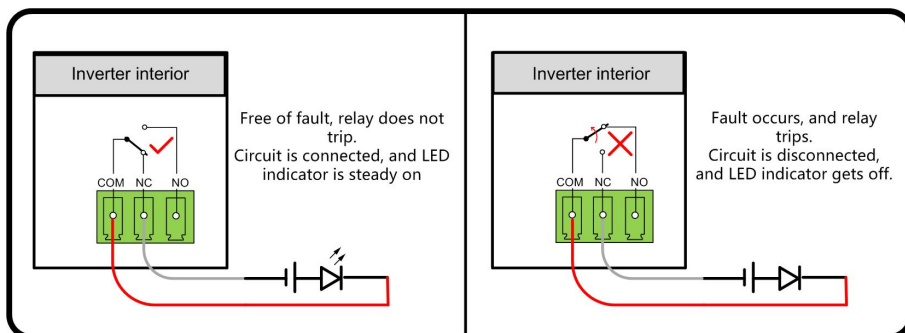 Inverter interior
Free of fault, relay does not
trip.
Circuit is connected, and LED
indicator is steady on
COM NC NO
Inverter interior
Fault occurs, and relay
trips.
Circuit is disconnected,
and LED indicator gets off.
COM NC NO